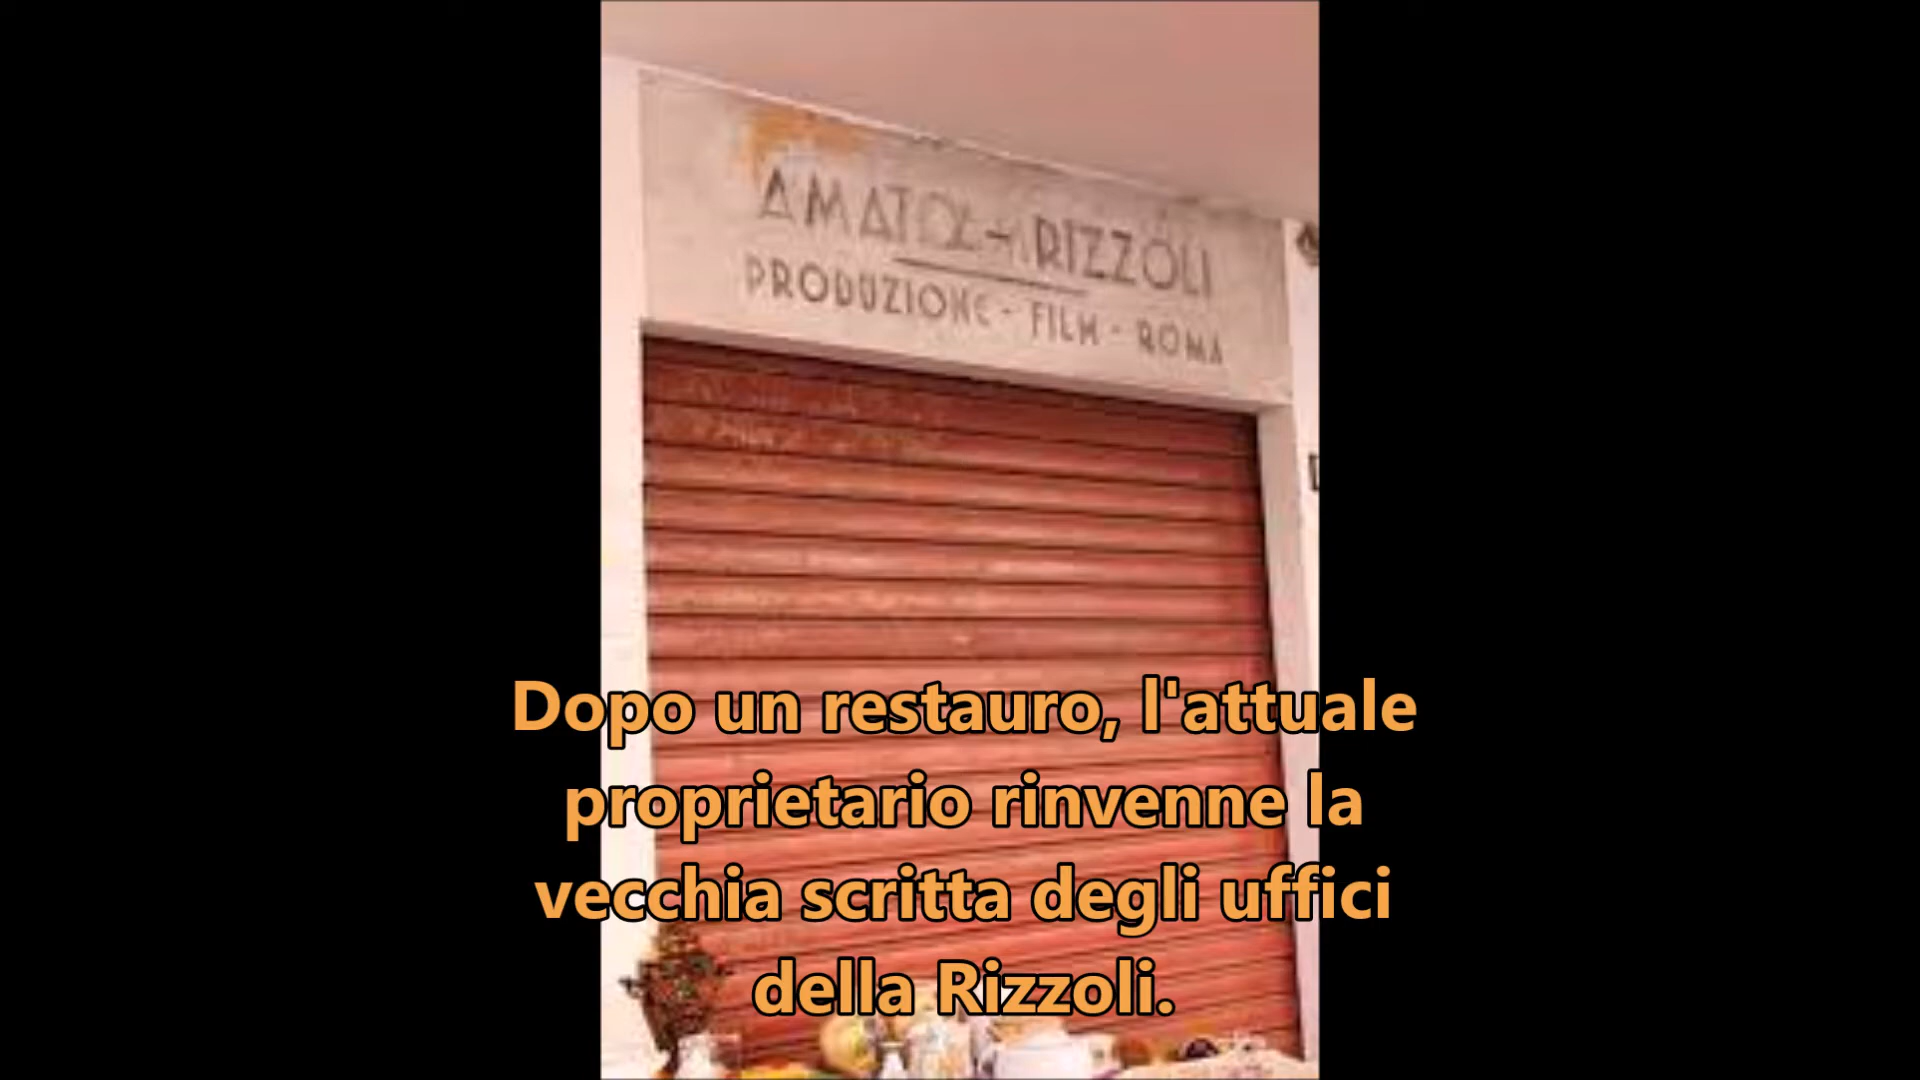 AMATO - RIZZOLI
PRODUZIONE - FILM - ROMA
Dopo un restauro, l'attuale
proprietario rinvenne la
vecchia scritta degli uffici
della Rizzoli.